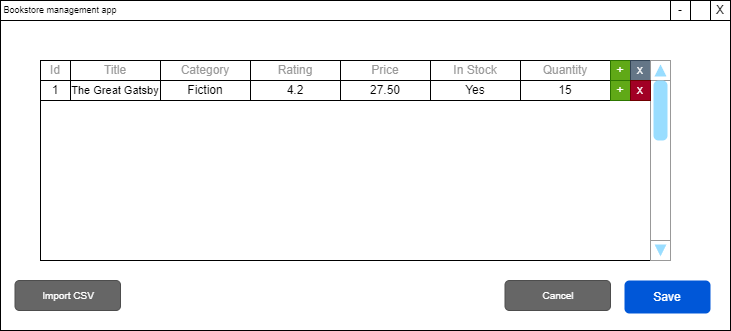 Bookstore management app - X
Id Title Category Rating Price In Stock Quantity + x
1 The Great Gatsby Fiction 4.2 27.50 Yes 15 + x
Import CSV Cancel Save